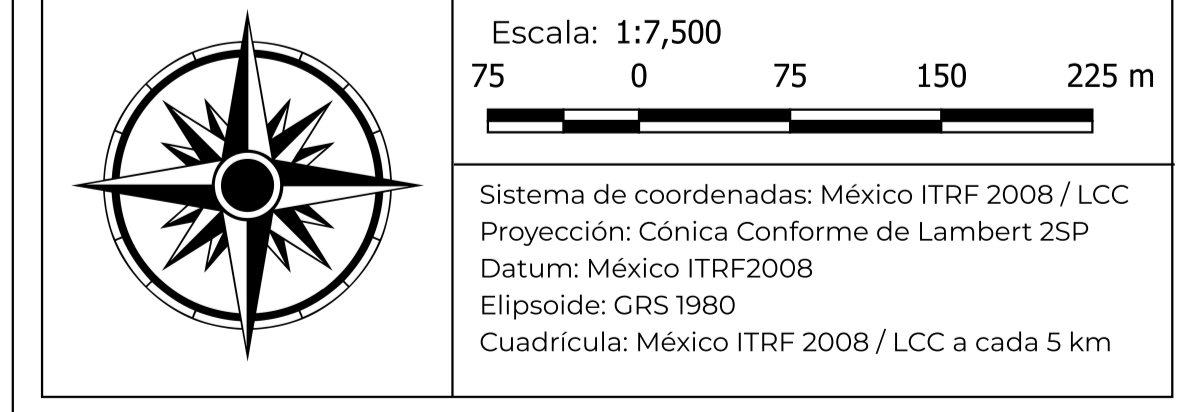 Escala: 1:7,500
75 0 75 150 225 m
Sistema de coordenadas: México ITRF 2008 / LCC
Proyección: Cónica Conforme de Lambert 2SP
Datum: México ITRF2008
Elipsoide: GRS 1980
Cuadrícula: México ITRF 2008 / LCC a cada 5 km